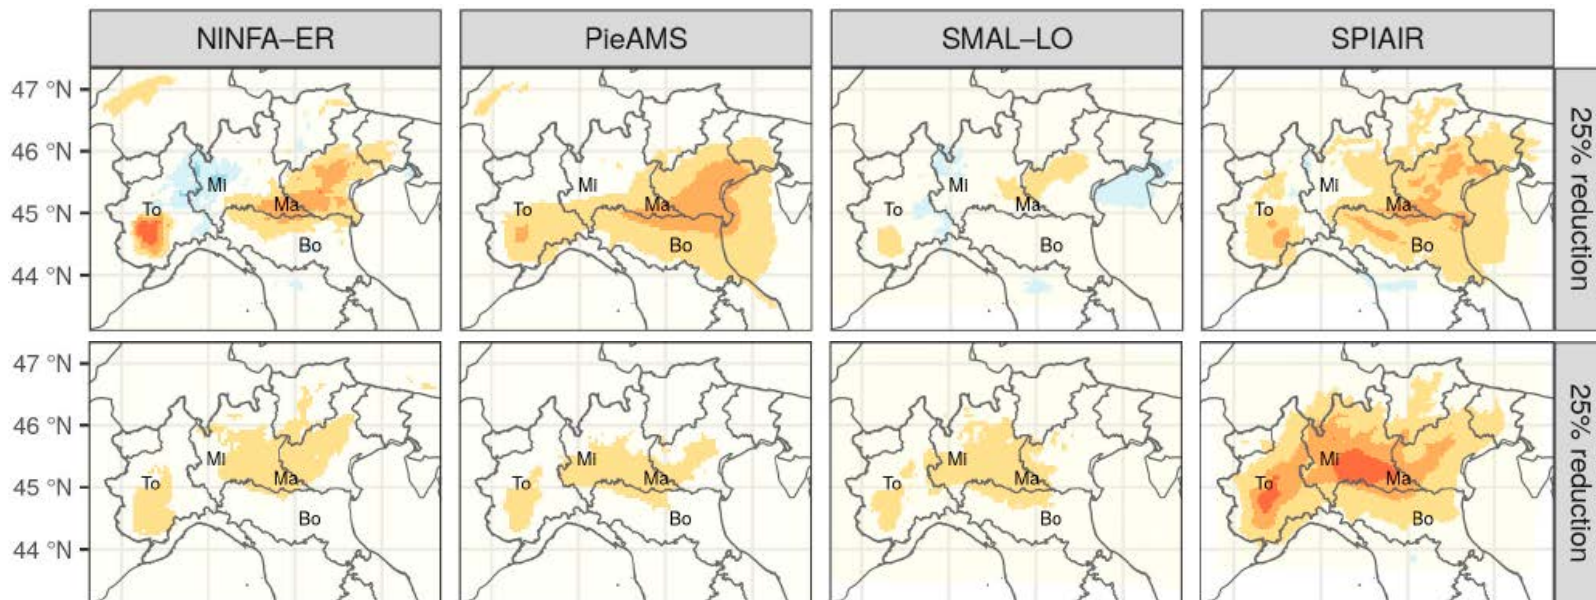 NINFA–ER PieAMS SMAL–LO SPIAIR
47 °N
46 °N
Mi Mi Mi Mi
To Ma To Ma To Ma To Ma
45 °N
Bo Bo Bo Bo
44 °N
25% reduction
47 °N
46 °N
Mi Mi Mi Mi
To Ma To Ma To Ma To Ma
45 °N
Bo Bo Bo Bo
44 °N
25% reduction